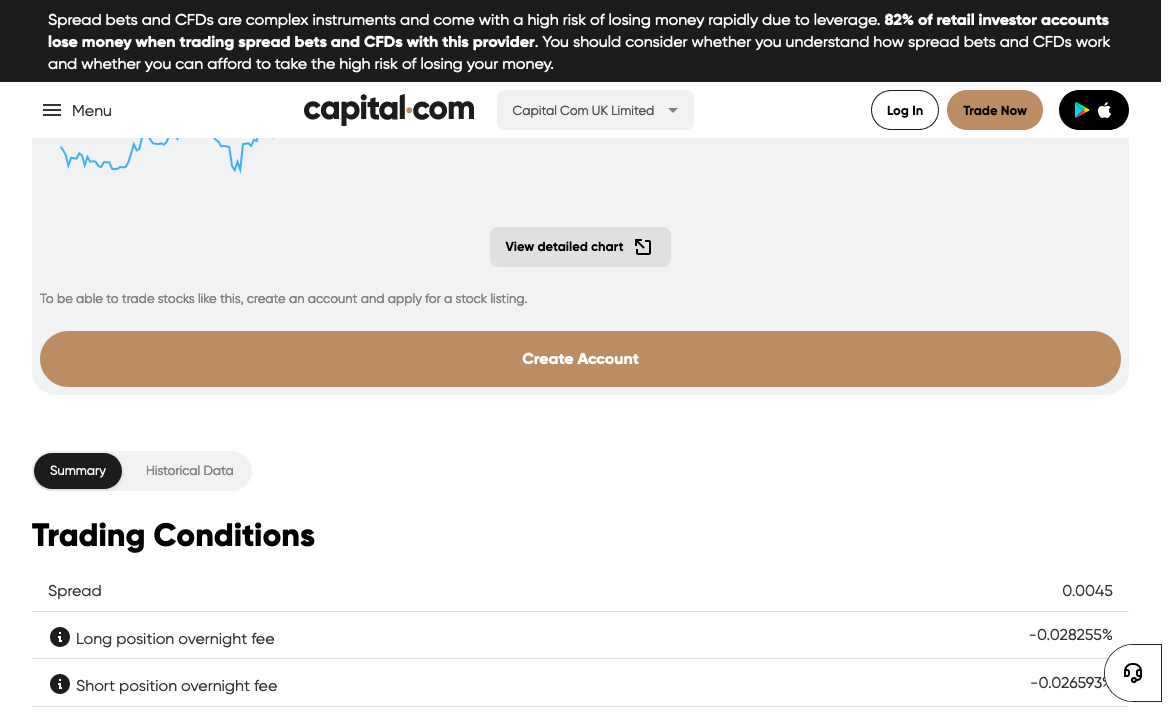 Spread bets and CFDs are complex instruments and come with a high risk of losing money rapidly due to leverage. 82% of retail investor accounts
lose money when trading spread bets and CFDs with this provider. You should consider whether you understand how spread bets and CFDs work
and whether you can afford to take the high risk of losing your money.
Menu
capital.com
Capital Com UK Limited
Log In
Trade Now
View detailed chart
To be able to trade stocks like this, create an account and apply for a stock listing.
Create Account
Summary
Historical Data
Trading Conditions
Spread
0.0045
Long position overnight fee
-0.028255%
Short position overnight fee
-0.026593%